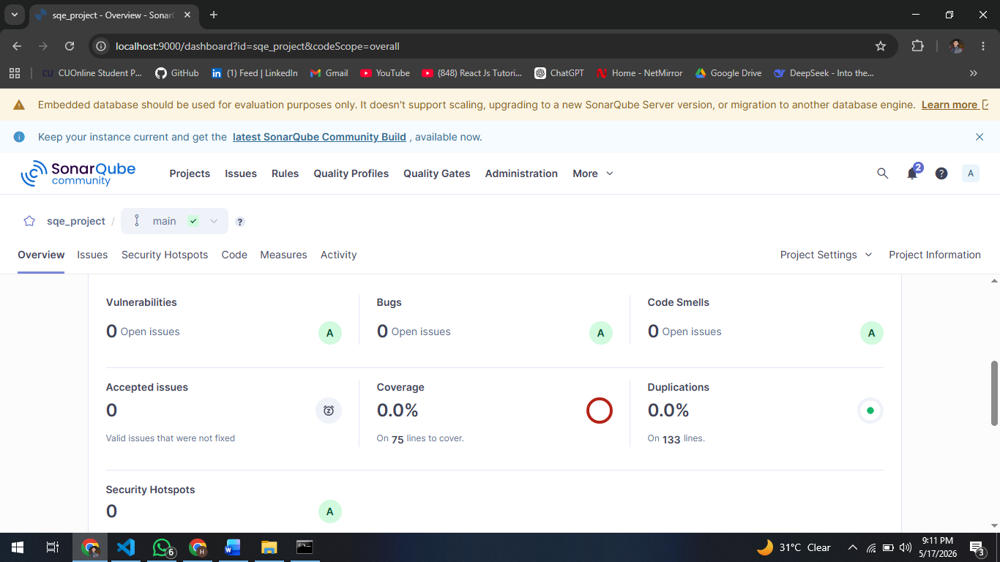 sqe_project - Overview - Sonar
localhost:9000/dashboard?id=sqe_project&codeScope=overall
CUOnline Student P... GitHub (1) Feed | LinkedIn Gmail YouTube (848) React Js Tutori... ChatGPT Home - NetMirror Google Drive DeepSeek - Into the... »
Embedded database should be used for evaluation purposes only. It doesn't support scaling, upgrading to a new SonarQube Server version, or migration to another database engine. Learn more
Keep your instance current and get the latest SonarQube Community Build , available now.
SonarQube community
Projects Issues Rules Quality Profiles Quality Gates Administration More 2 ? A
sqe_project / main ?
Overview Issues Security Hotspots Code Measures Activity Project Settings Project Information
Vulnerabilities Bugs Code Smells
0 Open issues A 0 Open issues A 0 Open issues A
Accepted issues Coverage Duplications
0 0.0% 0.0%
Valid issues that were not fixed On 75 lines to cover. On 133 lines.
Security Hotspots
0 A
6 H 31°C Clear 9:11 PM
5/17/2026 3